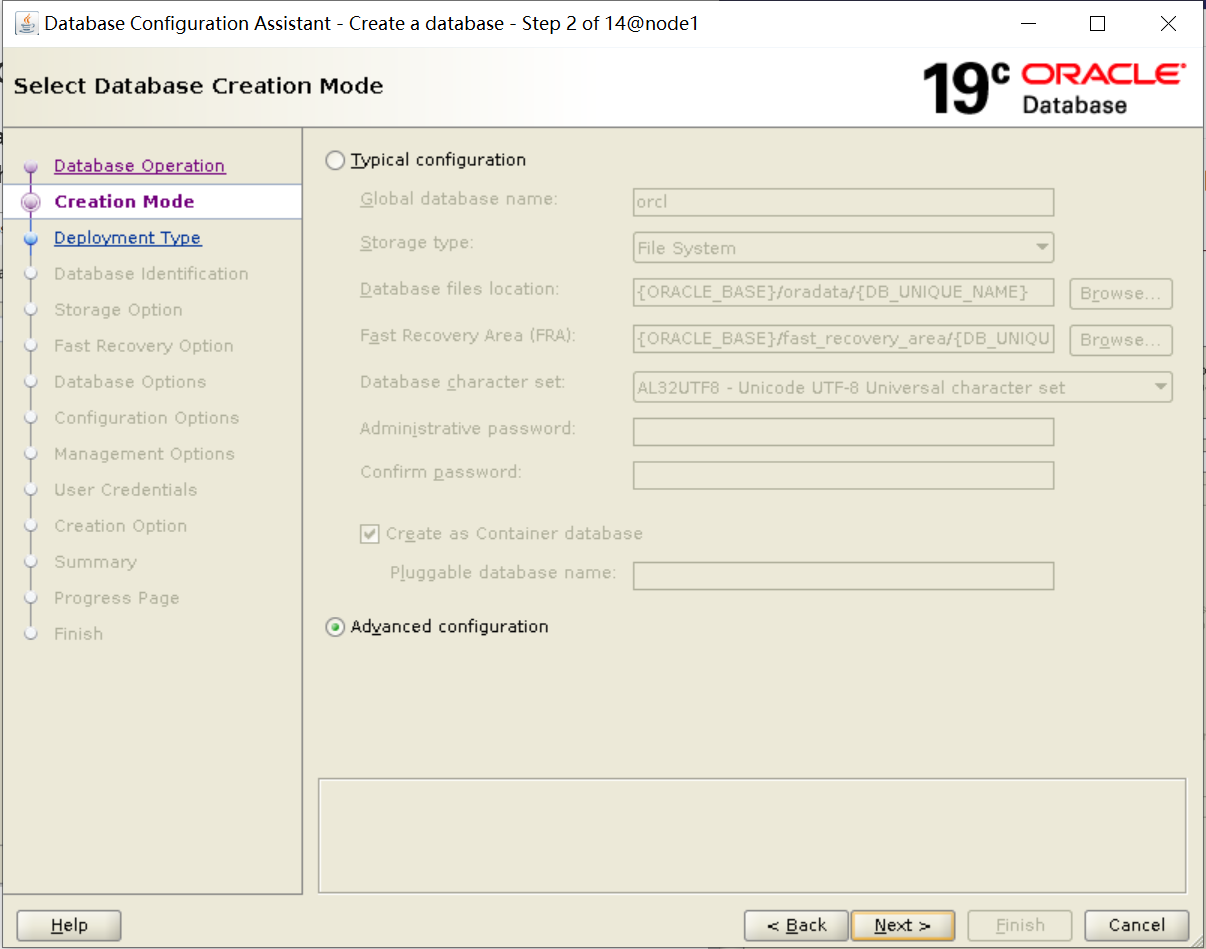 Database Configuration Assistant - Create a database - Step 2 of 14@node1
Select Database Creation Mode
19c ORACLE Database
Database Operation
Creation Mode
Deployment Type
Database Identification
Storage Option
Fast Recovery Option
Database Options
Configuration Options
Management Options
User Credentials
Creation Option
Summary
Progress Page
Finish
Typical configuration
Global database name: orcl
Storage type: File System
Database files location: {ORACLE_BASE}/oradata/{DB_UNIQUE_NAME} Browse...
Fast Recovery Area (FRA): {ORACLE_BASE}/fast_recovery_area/{DB_UNIQU Browse...
Database character set: AL32UTF8 - Unicode UTF-8 Universal character set
Administrative password:
Confirm password:
Create as Container database
Pluggable database name:
Advanced configuration
Help < Back Next > Finish Cancel